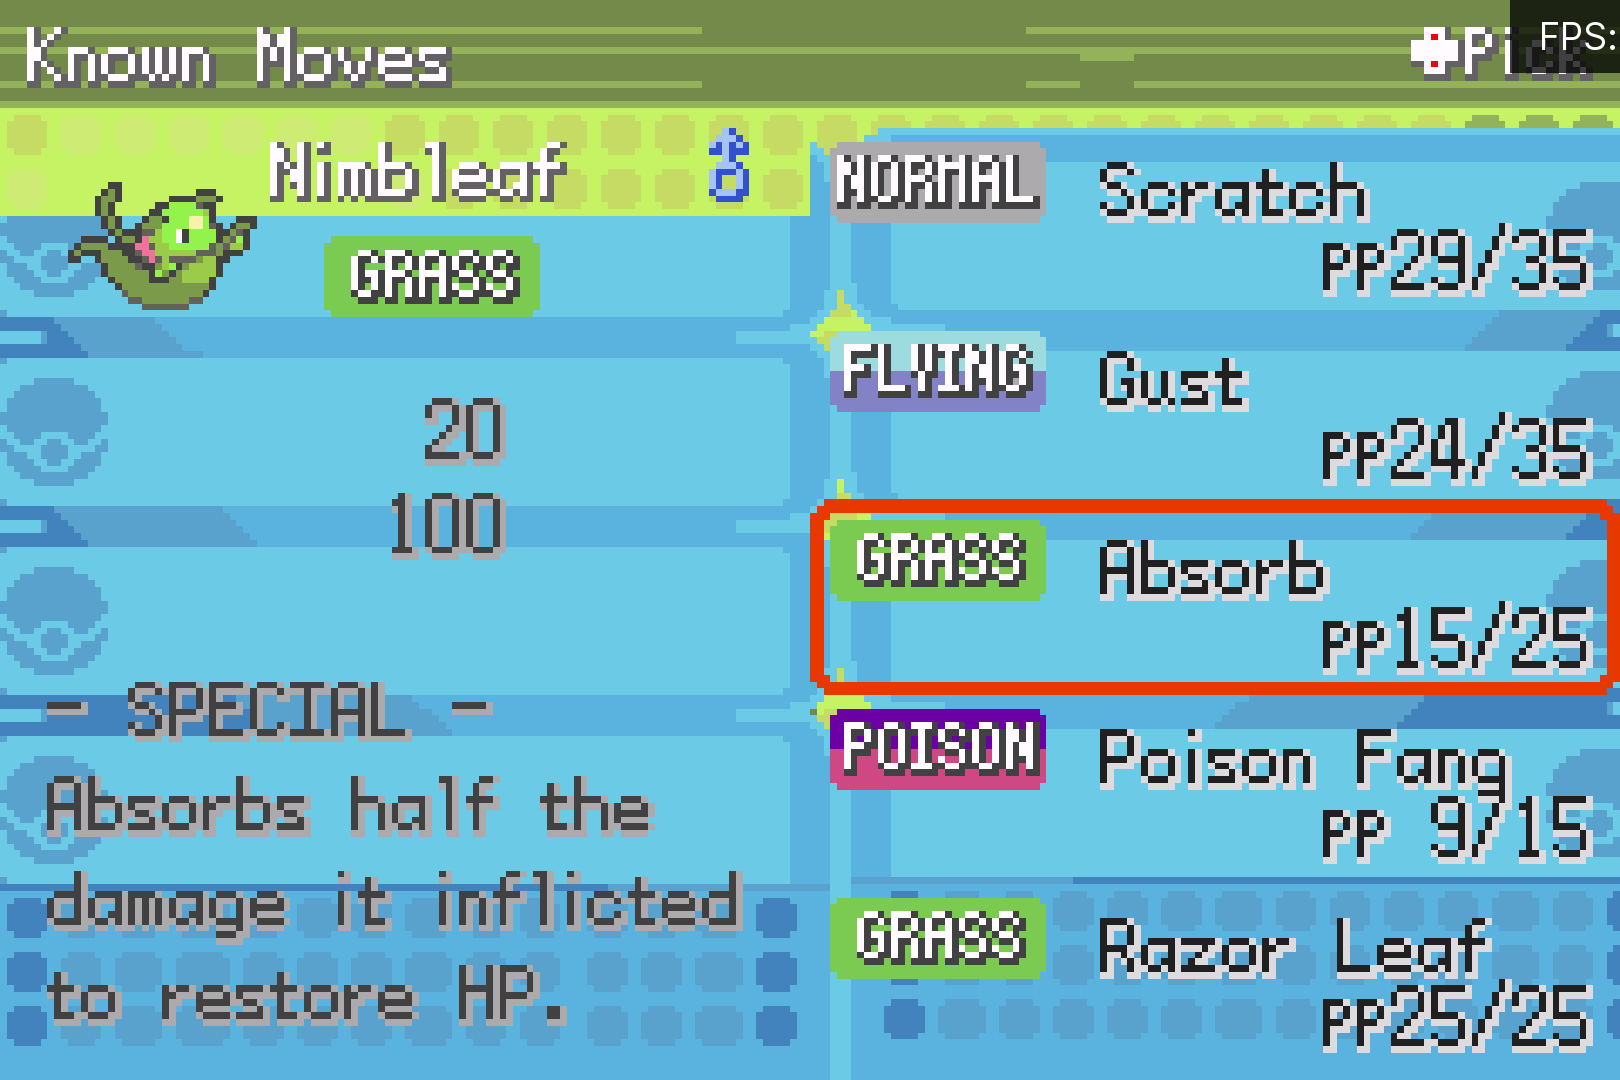 Known Moves
Pick
FPS:
Nimbleaf
GRASS
20
100
- SPECIAL -
Absorbs half the
damage it inflicted
to restore HP.
NORMAL Scratch
PP29/35
FLYING Gust
PP24/35
GRASS Absorb
PP15/25
POISON Poison Fang
PP 9/15
GRASS Razor Leaf
PP25/25